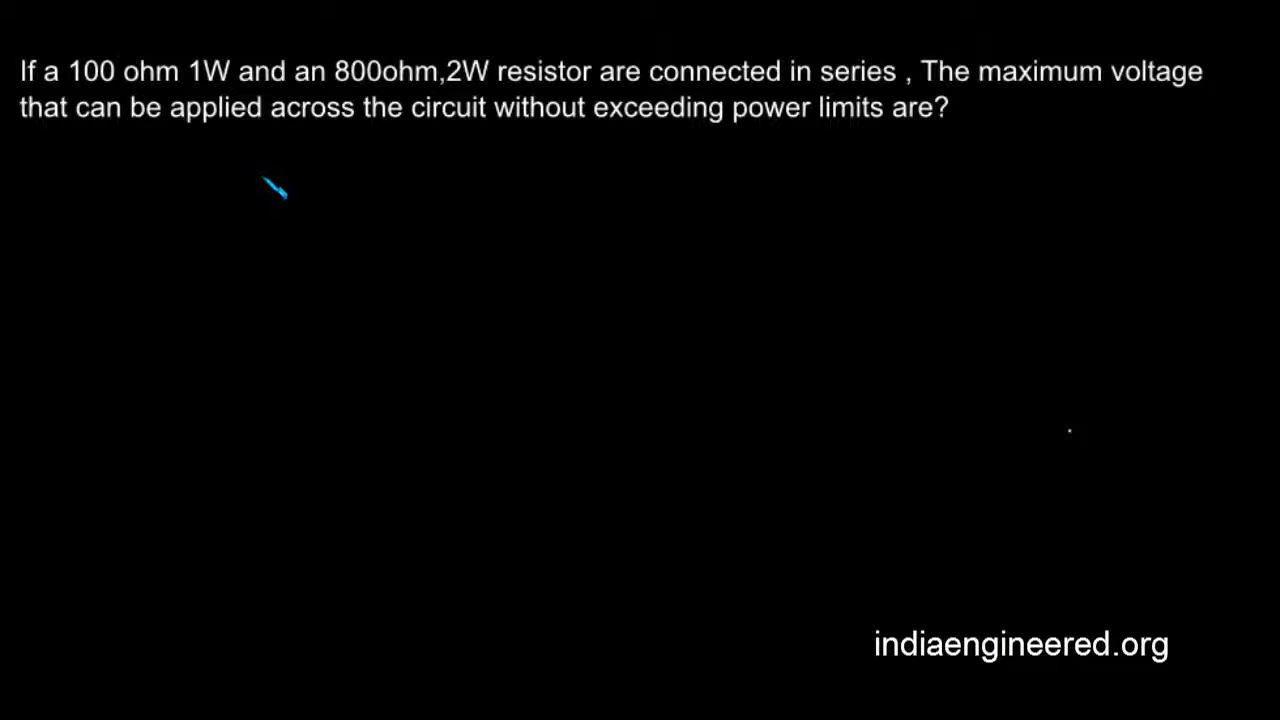 If a 100 ohm 1W and an 800ohm,2W resistor are connected in series , The maximum voltage
that can be applied across the circuit without exceeding power limits are?
indiaengineered.org